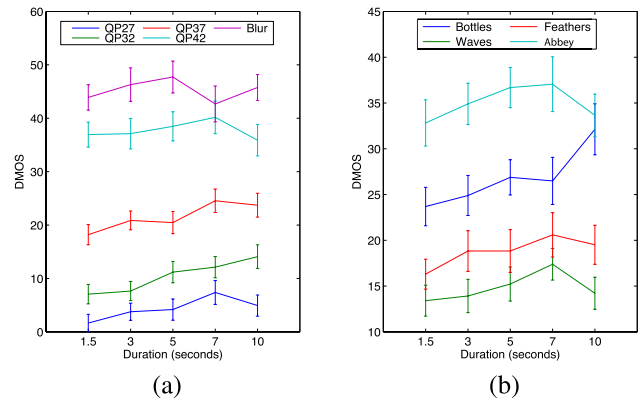 60
50
40
30
20
10
0
DMOS
QP27 QP37 Blur
QP32 QP42
1.5 3 5 7 10
Duration (seconds)
(a)
45
40
35
30
25
20
15
10
DMOS
Bottles Feathers
Waves Abbey
1.5 3 5 7 10
Duration (seconds)
(b)